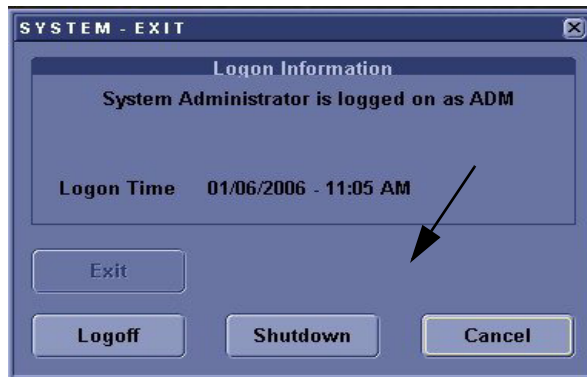 SYSTEM - EXIT
Logon Information
System Administrator is logged on as ADM
Logon Time 01/06/2006 - 11:05 AM
Exit
Logoff Shutdown Cancel